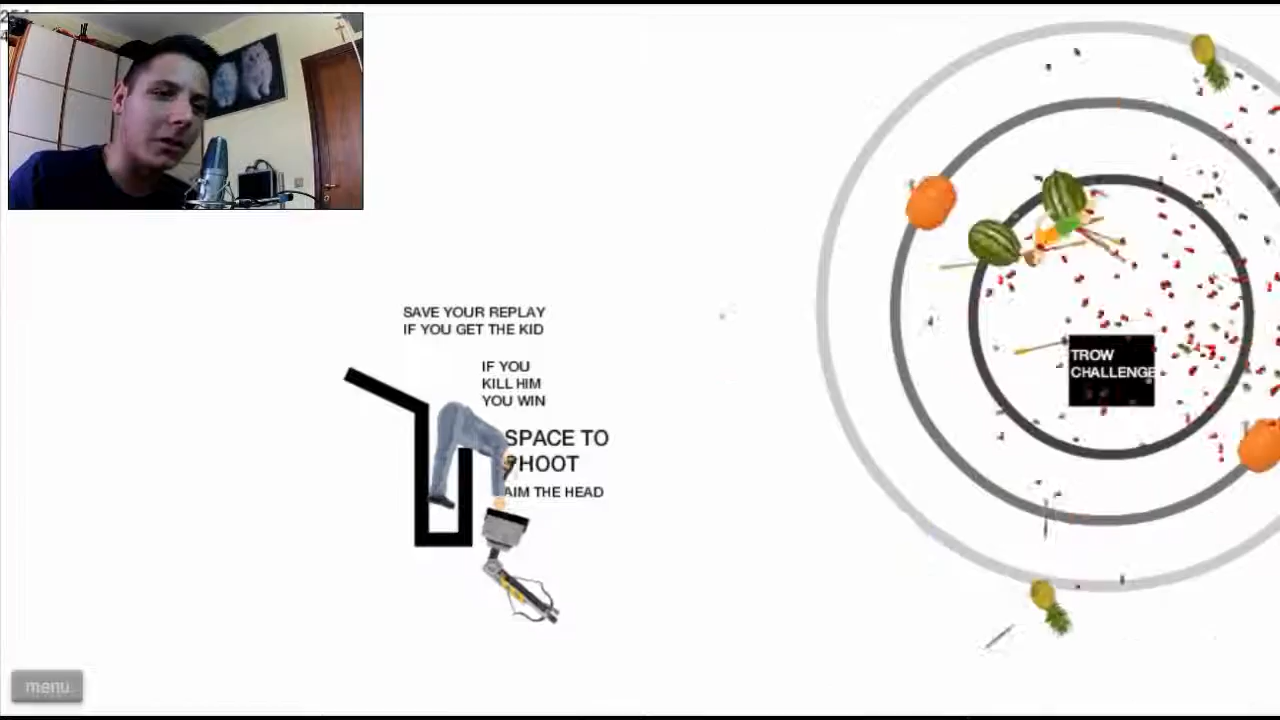 SAVE YOUR REPLAY
IF YOU GET THE KID
IF YOU
KILL HIM
YOU WIN
SPACE TO
SHOOT
AIM THE HEAD
TROW
CHALLENGE
menu